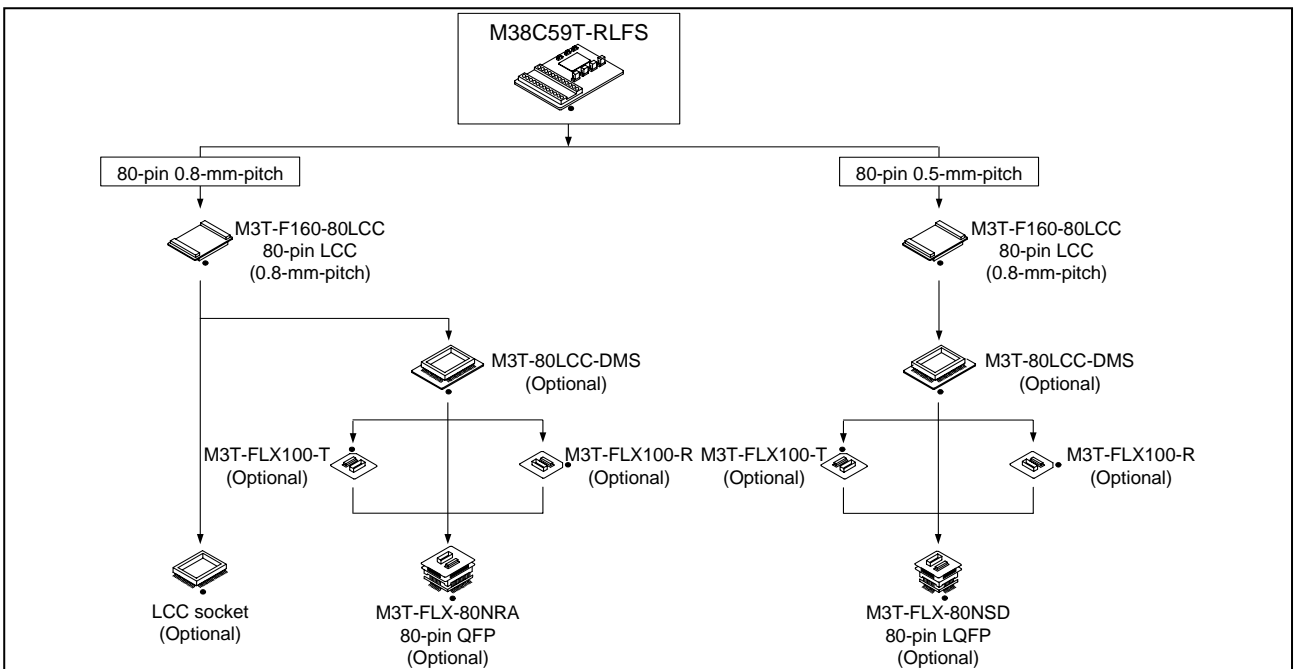 M38C59T-RLFS
80-pin 0.8-mm-pitch
80-pin 0.5-mm-pitch
M3T-F160-80LCC
80-pin LCC
(0.8-mm-pitch)
M3T-F160-80LCC
80-pin LCC
(0.8-mm-pitch)
M3T-80LCC-DMS
(Optional)
M3T-80LCC-DMS
(Optional)
M3T-FLX100-T
(Optional)
M3T-FLX100-R
(Optional)
M3T-FLX100-T
(Optional)
M3T-FLX100-R
(Optional)
LCC socket
(Optional)
M3T-FLX-80NRA
80-pin QFP
(Optional)
M3T-FLX-80NSD
80-pin LQFP
(Optional)